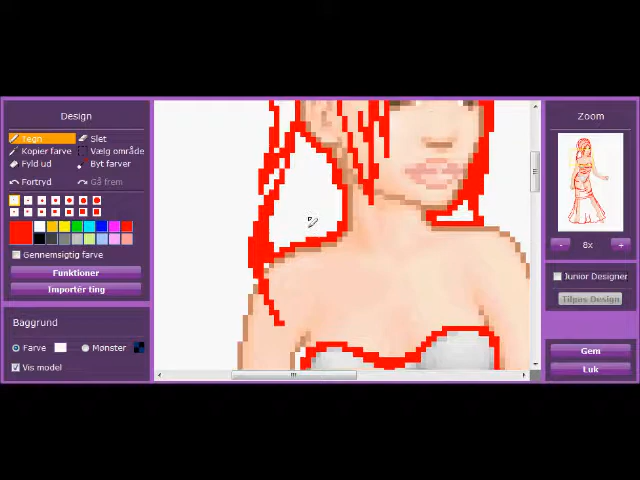 Design
Tegn
Slet
Kopier farve
Vælg område
Fyld ud
Byt farver
Fortryd
Gå frem
Gennemsigtig farve
Funktioner
Importér ting
Baggrund
Farve
Mønster
Vis model
Zoom
- 8x +
Junior Designer
Tilpas Design
Gem
Luk